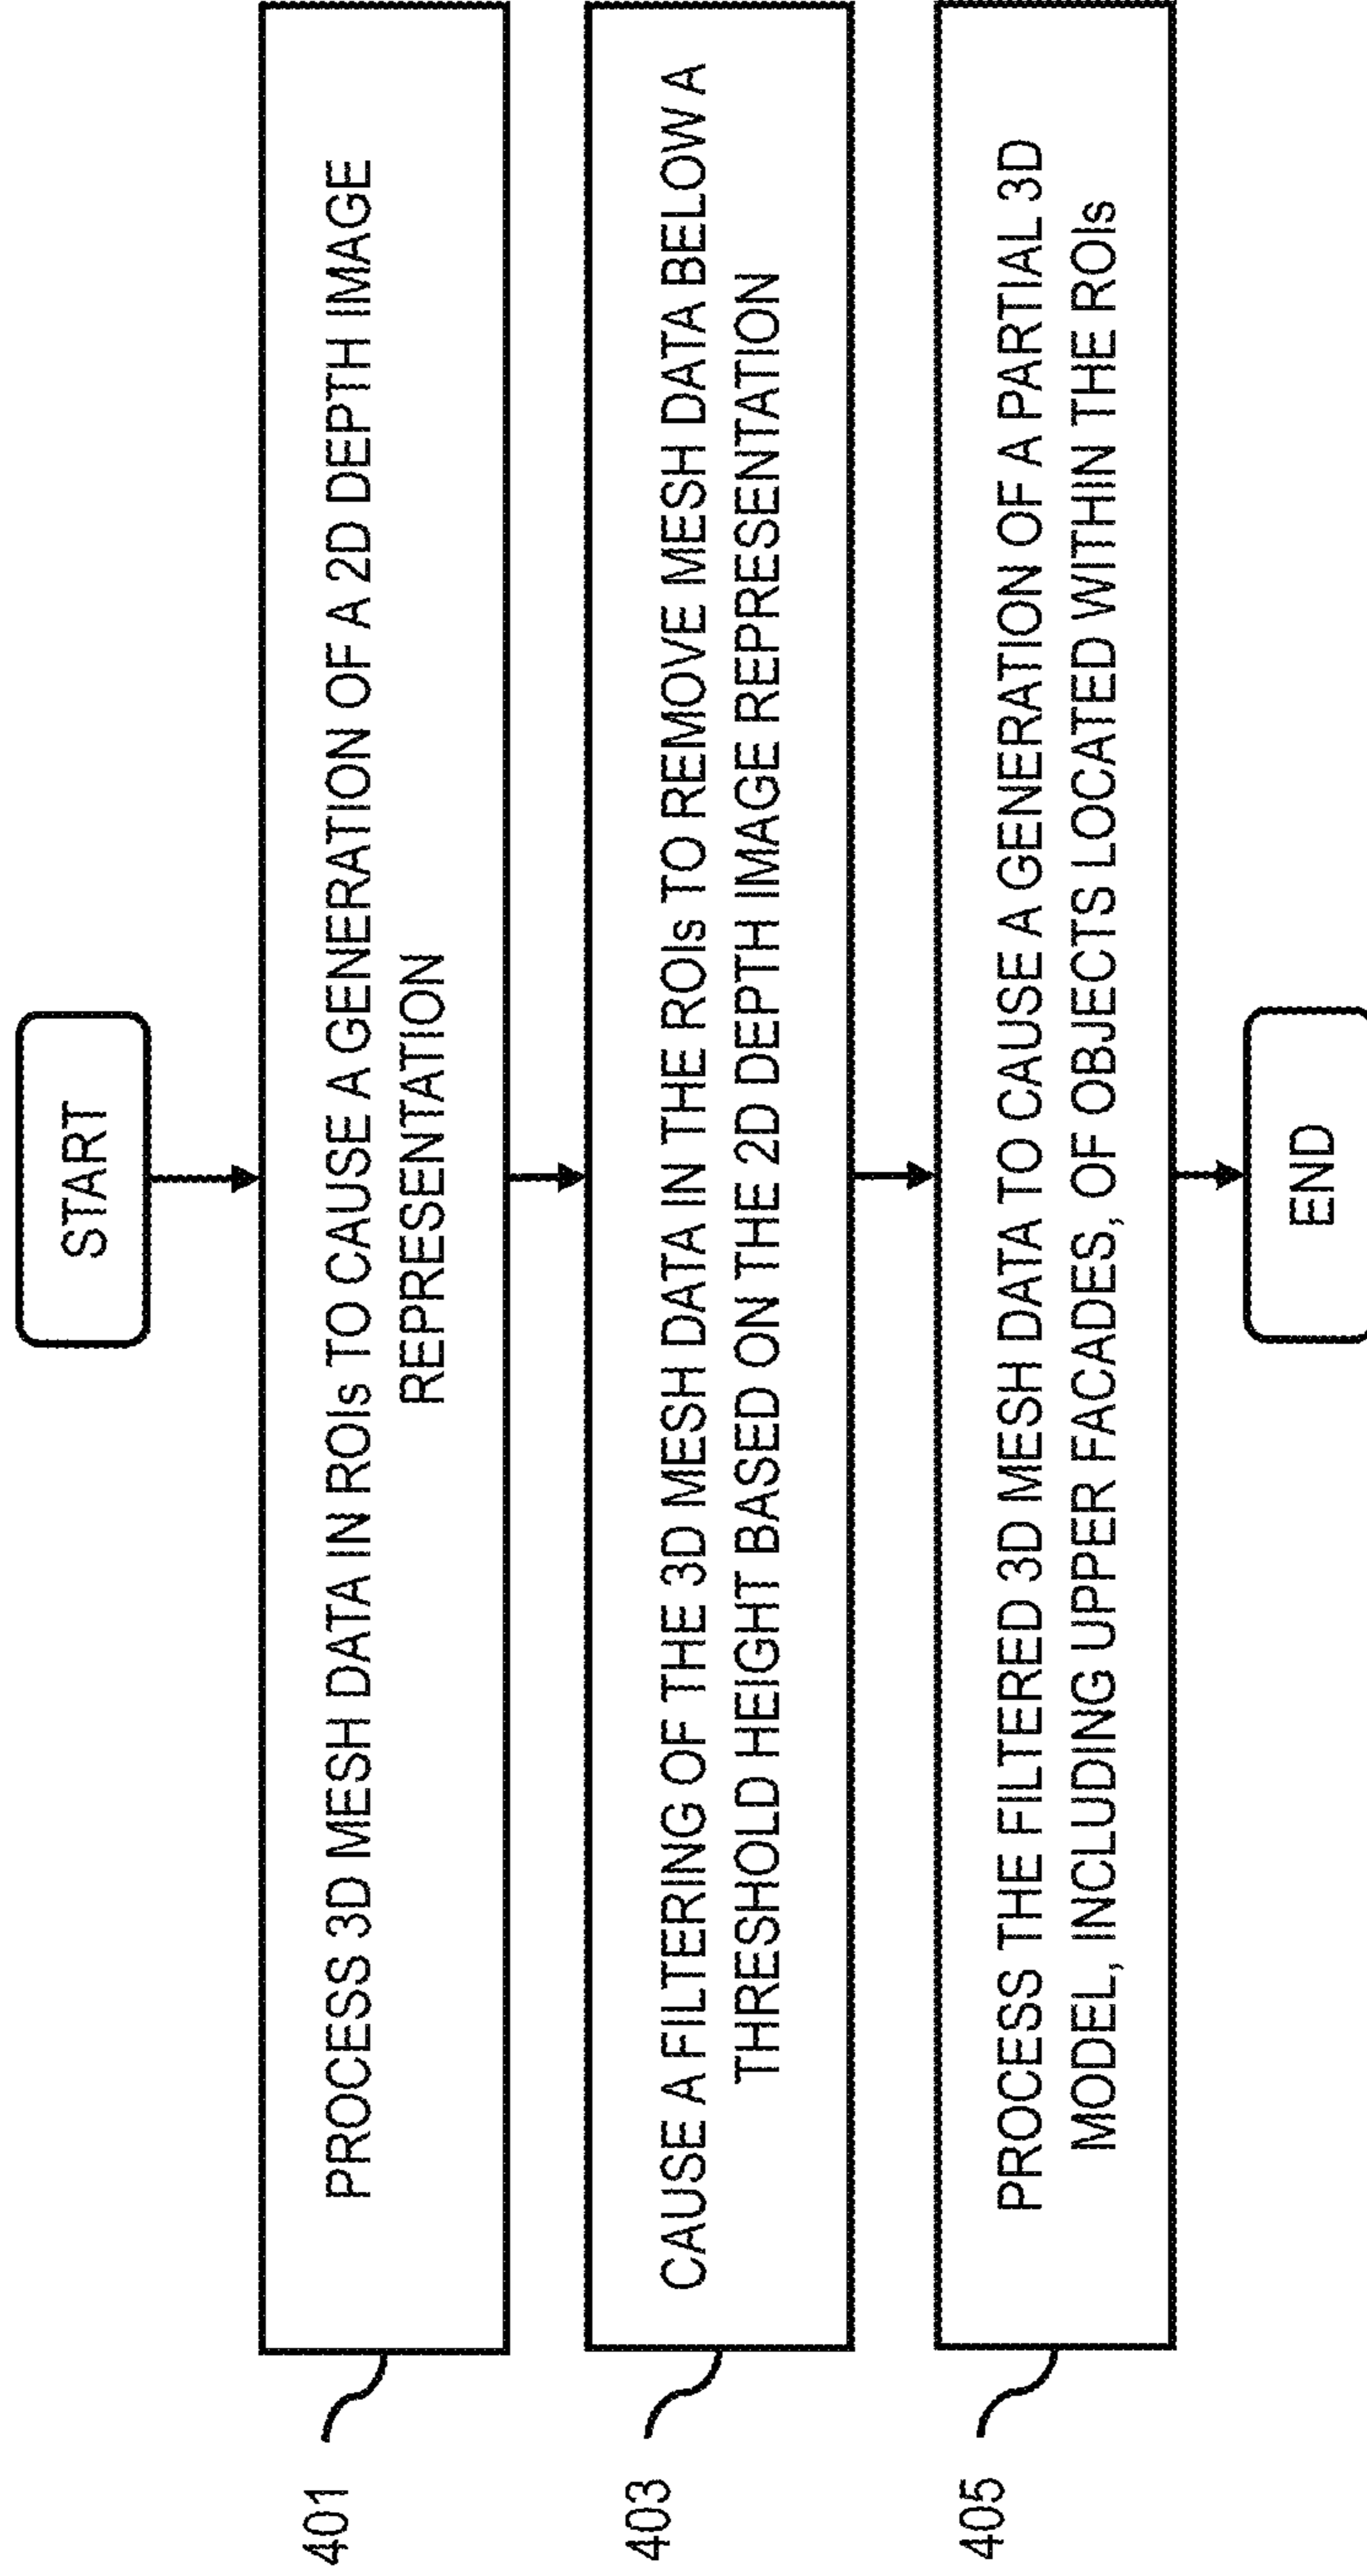 START
401
PROCESS 3D MESH DATA IN ROIs TO CAUSE A GENERATION OF A 2D DEPTH IMAGE
REPRESENTATION
403
CAUSE A FILTERING OF THE 3D MESH DATA IN THE ROIs TO REMOVE MESH DATA BELOW A
THRESHOLD HEIGHT BASED ON THE 2D DEPTH IMAGE REPRESENTATION
405
PROCESS THE FILTERED 3D MESH DATA TO CAUSE A GENERATION OF A PARTIAL 3D
MODEL, INCLUDING UPPER FACADES, OF OBJECTS LOCATED WITHIN THE ROIs
END